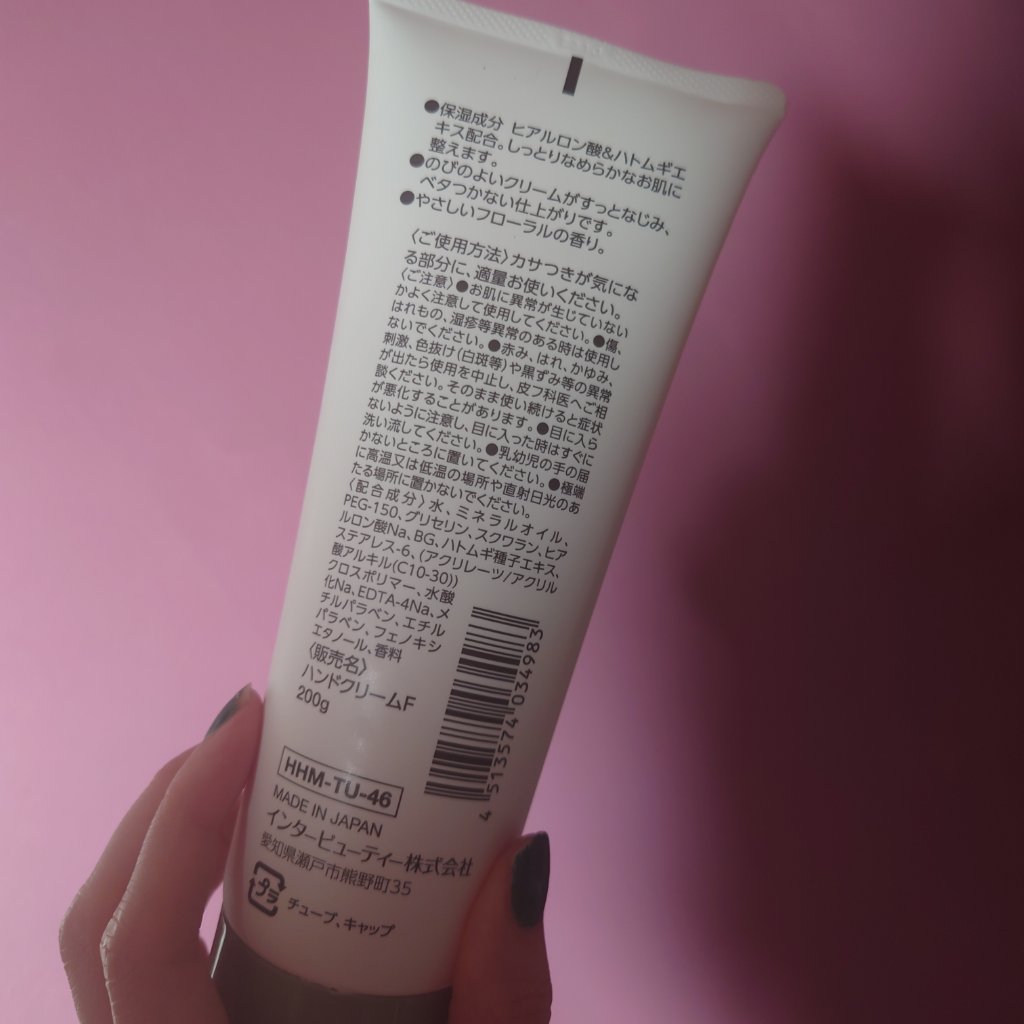 ●保湿成分 ヒアルロン酸&ハトムギエ
キス配合。しっとりなめらかなお肌に
整えます。
●のびのよいクリームがすっとなじみ、
ベタつかない仕上がりです。
●やさしいフローラルの香り。
〈ご使用方法〉カサつきが気にな
る部分に、適量お使いください。
〈ご注意〉●お肌に異常が生じていない
かよく注意して使用してください。●傷、
はれもの、湿疹等異常のある時は使用し
ないでください。●赤み、はれ、かゆみ、
刺激、色抜け(白斑等)や黒ずみ等の異常
が出たら使用を中止し、皮フ科医へご相
談ください。そのまま使い続けると症状
が悪化することがあります。●目に入ら
ないように注意し、目に入った時はすぐに
洗い流してください。●乳幼児の手の届
かないところに置いてください。●極端
に高温又は低温の場所や直射日光のあ
たる場所に置かないでください。
〈配合成分〉水、ミネラルオイル、
PEG-150、グリセリン、スクワラン、ヒア
ルロン酸Na、BG、ハトムギ種子エキス、
ステアレス-6、(アクリレーツ/アクリル
酸アルキル(C10-30))
クロスポリマー、水酸
化Na、EDTA-4Na、メ
チルパラベン、エチル
パラベン、フェノキシ
エタノール、香料
〈販売名〉
ハンドクリームF
200g
4 513574 034983
HHM-TU-46
MADE IN JAPAN
インタービューティー株式会社
愛知県瀬戸市熊野町35
プラ チューブ、キャップ